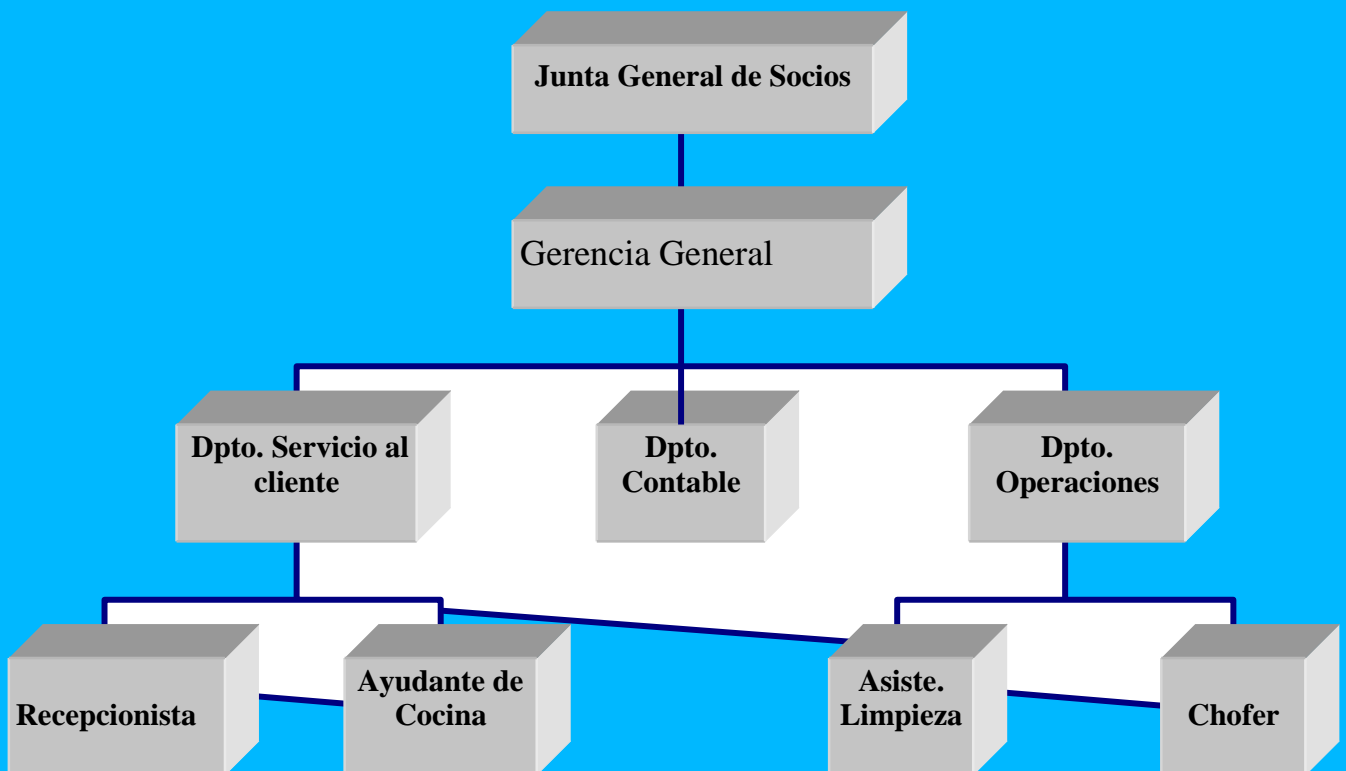 Junta General de Socios
Gerencia General
Dpto. Servicio al
cliente
Dpto.
Contable
Dpto.
Operaciones
Recepcionista
Ayudante de
Cocina
Asiste.
Limpieza
Chofer